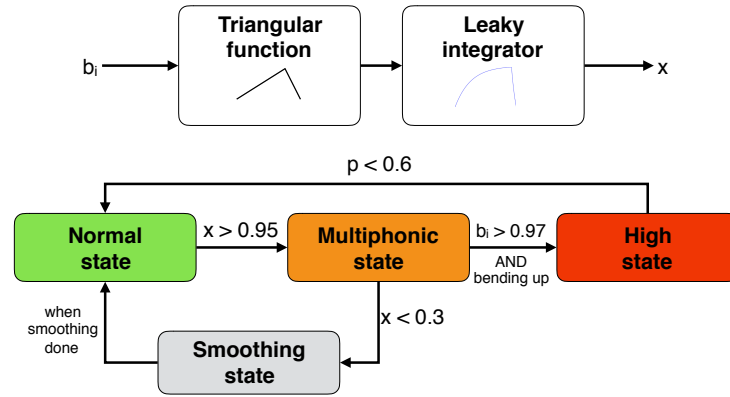 Triangular
function
Leaky
integrator
bᵢ
x
p < 0.6
Normal
state
x > 0.95
Multiphonic
state
bᵢ > 0.97
AND
bending up
High
state
when
smoothing
done
x < 0.3
Smoothing
state